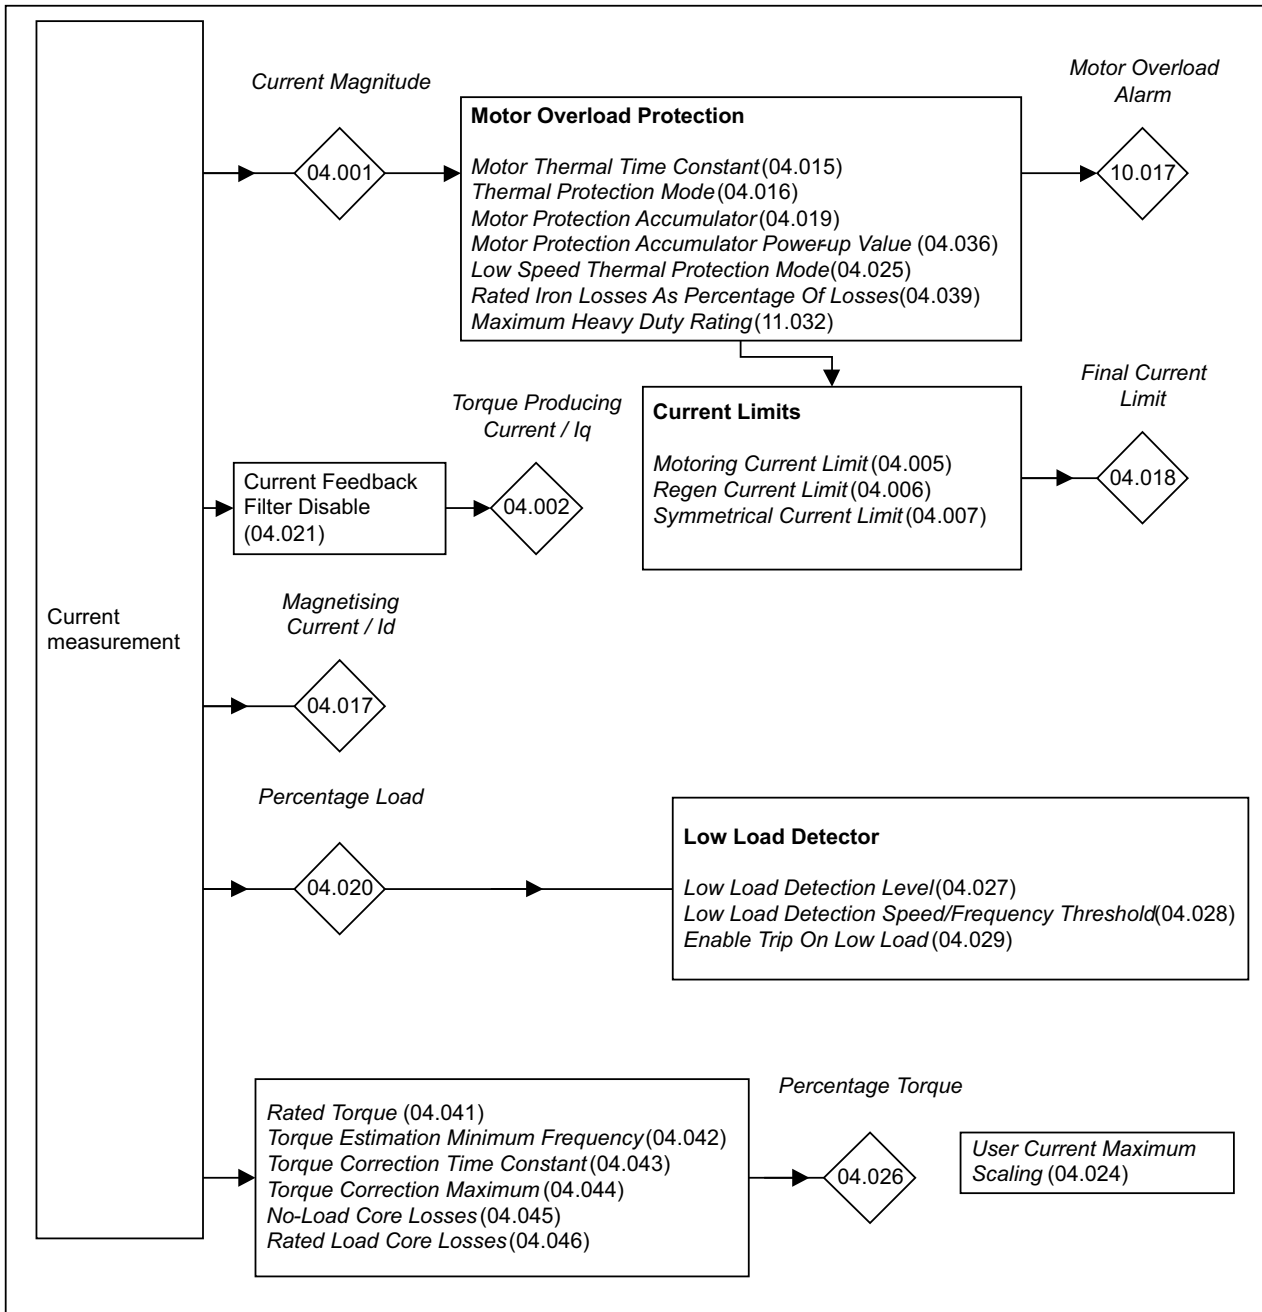 Current Magnitude
Motor Overload
Alarm
04.001
Motor Overload Protection
Motor Thermal Time Constant (04.015)
Thermal Protection Mode (04.016)
Motor Protection Accumulator (04.019)
Motor Protection Accumulator Power-up Value (04.036)
Low Speed Thermal Protection Mode (04.025)
Rated Iron Losses As Percentage Of Losses (04.039)
Maximum Heavy Duty Rating (11.032)
10.017
Current Limits
Motoring Current Limit (04.005)
Regen Current Limit (04.006)
Symmetrical Current Limit (04.007)
Final Current
Limit
04.018
Torque Producing
Current / Iq
Current Feedback
Filter Disable
(04.021)
04.002
Current
measurement
Magnetising
Current / Id
04.017
Percentage Load
04.020
Low Load Detector
Low Load Detection Level (04.027)
Low Load Detection Speed/Frequency Threshold (04.028)
Enable Trip On Low Load (04.029)
Rated Torque (04.041)
Torque Estimation Minimum Frequency (04.042)
Torque Correction Time Constant (04.043)
Torque Correction Maximum (04.044)
No-Load Core Losses (04.045)
Rated Load Core Losses (04.046)
Percentage Torque
04.026
User Current Maximum
Scaling (04.024)